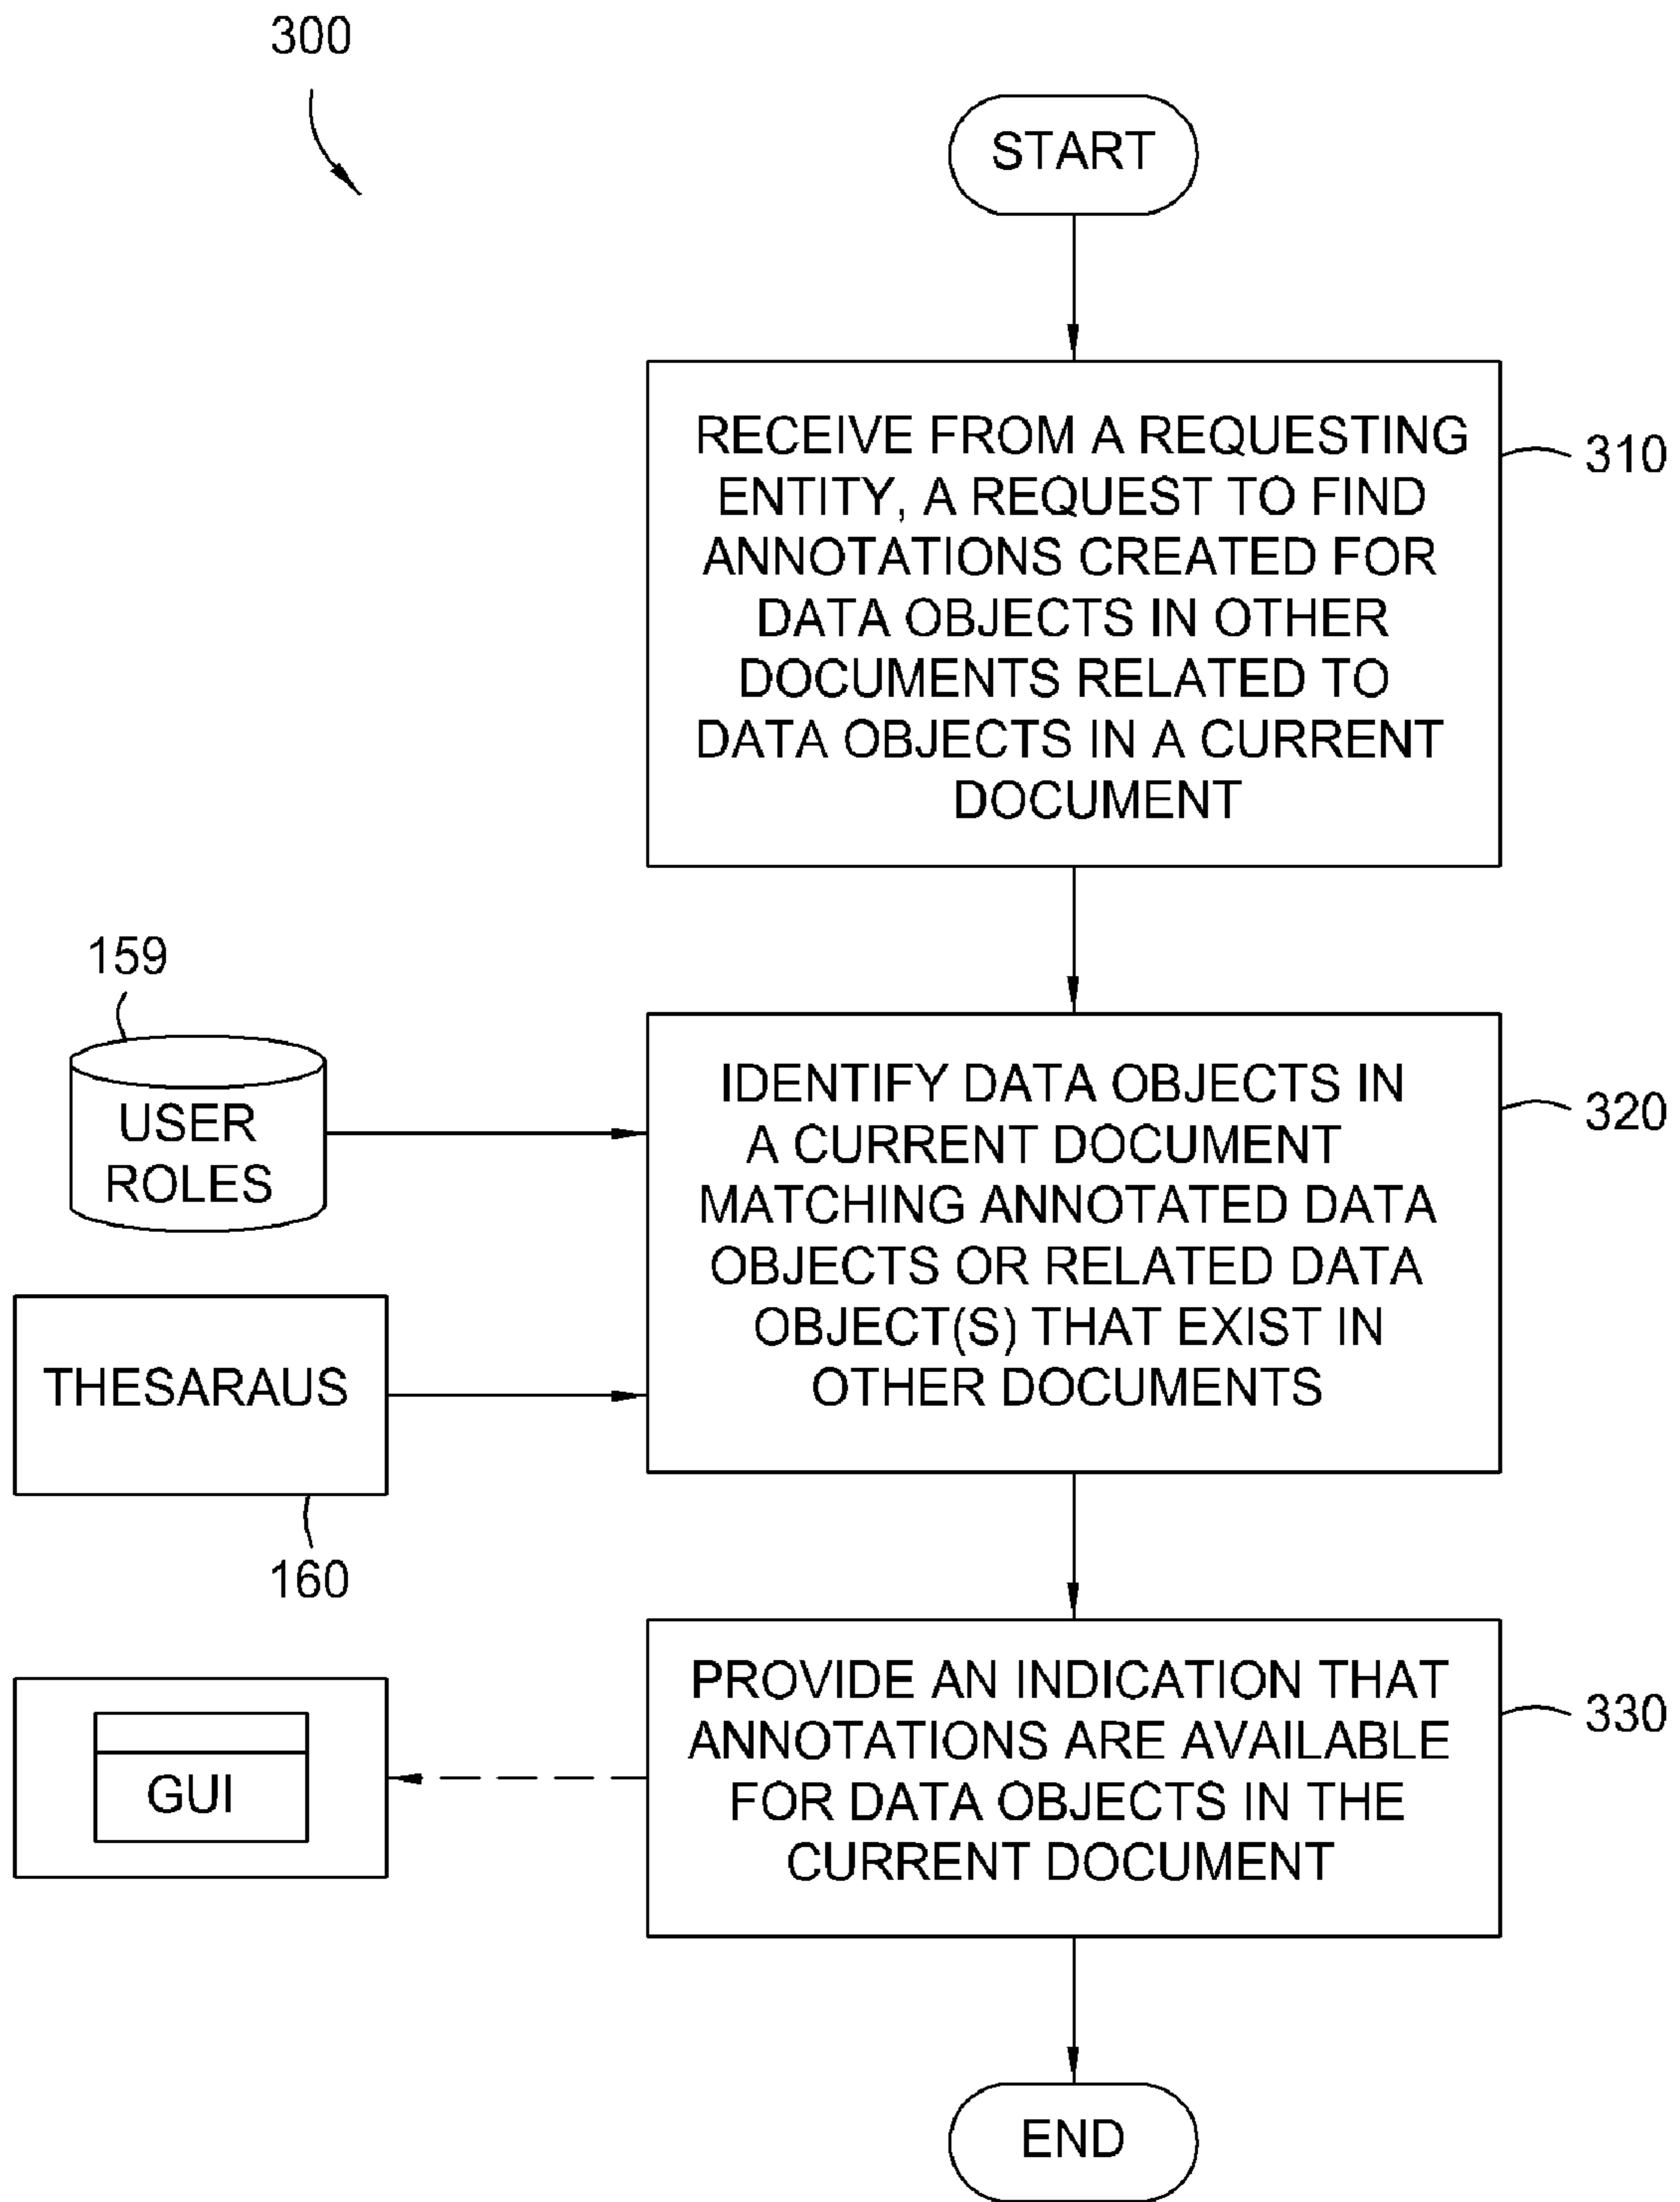 300
START
RECEIVE FROM A REQUESTING
ENTITY, A REQUEST TO FIND
ANNOTATIONS CREATED FOR
DATA OBJECTS IN OTHER
DOCUMENTS RELATED TO
DATA OBJECTS IN A CURRENT
DOCUMENT
310
159
USER
ROLES
IDENTIFY DATA OBJECTS IN
A CURRENT DOCUMENT
MATCHING ANNOTATED DATA
OBJECTS OR RELATED DATA
OBJECT(S) THAT EXIST IN
OTHER DOCUMENTS
320
THESARAUS
160
PROVIDE AN INDICATION THAT
ANNOTATIONS ARE AVAILABLE
FOR DATA OBJECTS IN THE
CURRENT DOCUMENT
330
GUI
END